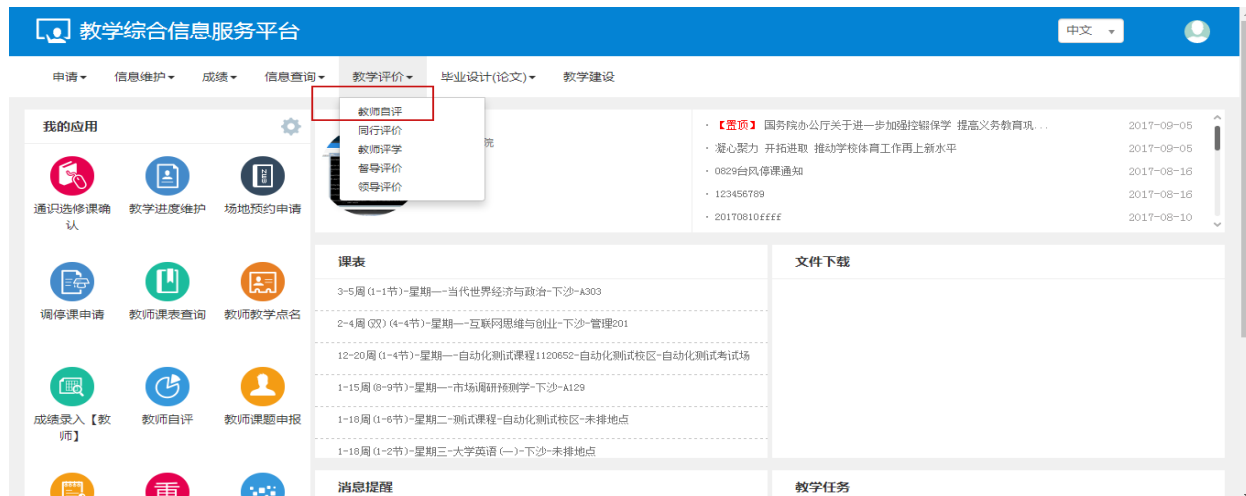 教学综合信息服务平台
中文
申请 信息维护 成绩 信息查询 教学评价 毕业设计(论文) 教学建设
我的应用
教师自评
同行评价
教师评学
督导评价
领导评价
院
· 【置顶】 国务院办公厅关于进一步加强控辍保学 提高义务教育巩... 2017-09-05
· 凝心聚力 开拓进取 推动学校体育工作再上新水平 2017-09-05
· 0829台风停课通知 2017-08-16
· 123456789 2017-08-16
· 20170810ffff 2017-08-10
通识选修课确认
教学进度维护
场地预约申请
调停课申请
教师课表查询
教师教学点名
成绩录入【教师】
教师自评
教师课题申报
重
课表
3-5周(1-1节)-星期一-当代世界经济与政治-下沙-A303
2-4周(双)(4-4节)-星期一-互联网思维与创业-下沙-管理201
12-20周(1-4节)-星期一-自动化测试课程1120652-自动化测试校区-自动化测试考试场
1-15周(8-9节)-星期一-市场调研预测学-下沙-A129
1-18周(1-6节)-星期二-测试课程-自动化测试校区-未排地点
1-18周(1-2节)-星期三-大学英语(一)-下沙-未排地点
文件下载
消息提醒
教学任务